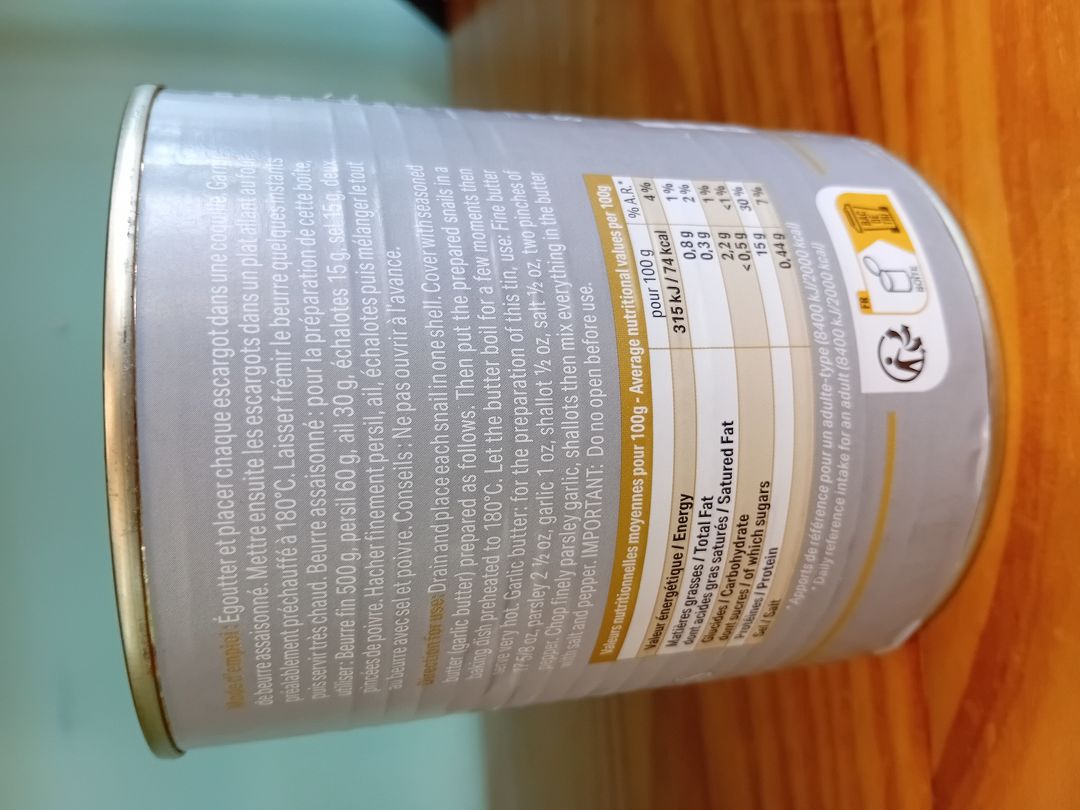 Mode d'emploi : Égoutter et placer chaque escargot dans une coquille. Garnir
de beurre assaisonné. Mettre ensuite les escargots dans un plat allant au four
préalablement préchauffé à 180°C. Laisser frémir le beurre quelques instants
puis servir très chaud. Beurre assaisonné : pour la préparation de cette boîte,
utiliser : Beurre fin 500 g, persil 60 g, ail 30 g, échalotes 15 g, sel 15 g, deux
pincées de poivre. Hacher finement persil, ail, échalotes puis mélanger le tout
au beurre avec sel et poivre. Conseils : Ne pas ouvrir à l'avance.
Direction for use: Drain and place each snail in one shell. Cover with seasoned
butter (garlic butter) prepared as follows. Then put the prepared snails in a
baking dish preheated to 180°C. Let the butter boil for a few moments then
serve very hot. Garlic butter: for the preparation of this tin, use: Fine butter
17 5/8 oz, parsley 2 ½ oz, garlic 1 oz, shallot ½ oz, salt ½ oz, two pinches of
pepper. Chop finely parsley, garlic, shallots then mix everything in the butter
with salt and pepper. IMPORTANT: Do no open before use.
Valeurs nutritionnelles moyennes pour 100g - Average nutritional values per 100g
pour 100 g % A.R.*
Valeur énergétique / Energy 315 kJ / 74 kcal 4 %
Matières grasses / Total Fat 0,8 g 1 %
dont acides gras saturés / Satured Fat 0,3 g 2 %
Glucides / Carbohydrate 2,2 g 1 %
dont sucres / of which sugars < 0,5 g <1 %
Protéines / Protein 15 g 30 %
Sel / Salt 0,44 g 7 %
*Apports de référence pour un adulte-type (8400 kJ/2000 kcal)
* Daily reference intake for an adult (8400 kJ/2000 kcal)
FR
BOÎTE
BAC
DE
TRI